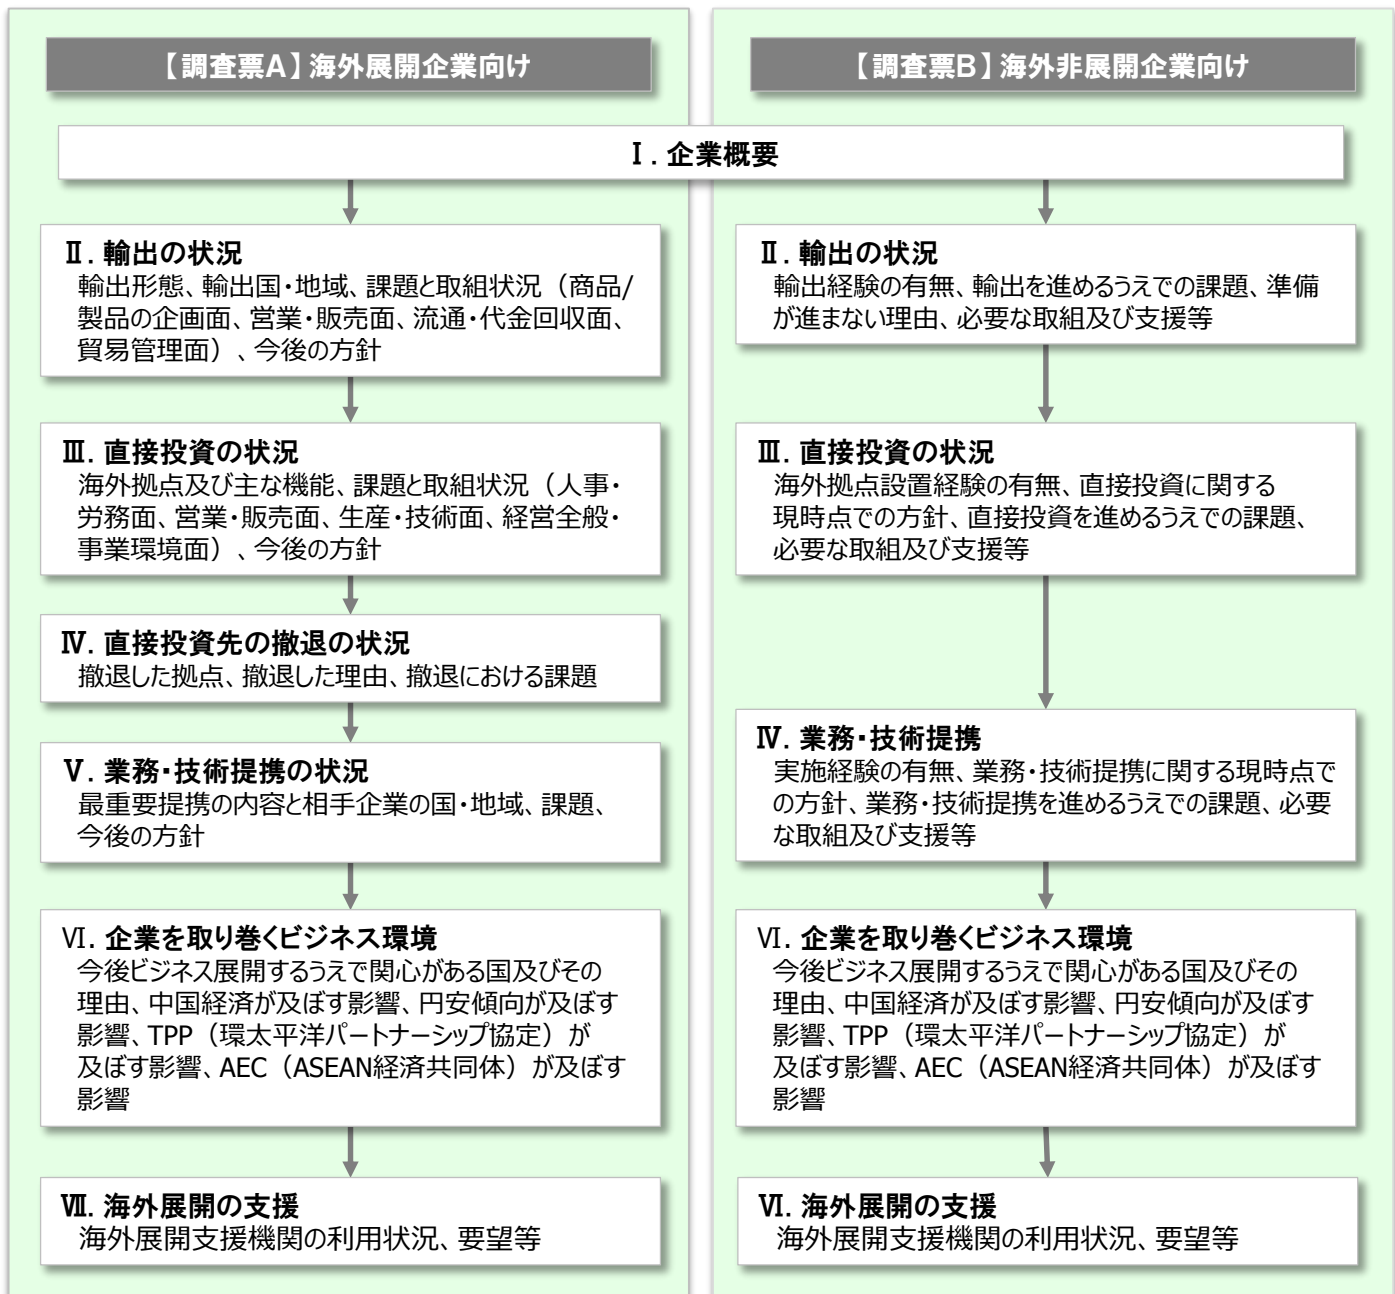 【調査票A】海外展開企業向け
【調査票B】海外非展開企業向け
Ⅰ. 企業概要
Ⅱ. 輸出の状況
輸出形態、輸出国・地域、課題と取組状況（商品/
製品の企画面、営業・販売面、流通・代金回収面、
貿易管理面）、今後の方針
Ⅲ. 直接投資の状況
海外拠点及び主な機能、課題と取組状況（人事・
労務面、営業・販売面、生産・技術面、経営全般・
事業環境面）、今後の方針
Ⅳ. 直接投資先の撤退の状況
撤退した拠点、撤退した理由、撤退における課題
Ⅴ. 業務・技術提携の状況
最重要提携の内容と相手企業の国・地域、課題、
今後の方針
Ⅵ. 企業を取り巻くビジネス環境
今後ビジネス展開するうえで関心がある国及びその
理由、中国経済が及ぼす影響、円安傾向が及ぼす
影響、TPP（環太平洋パートナーシップ協定）が
及ぼす影響、AEC（ASEAN経済共同体）が及ぼす
影響
Ⅶ. 海外展開の支援
海外展開支援機関の利用状況、要望等
Ⅱ. 輸出の状況
輸出経験の有無、輸出を進めるうえでの課題、準備
が進まない理由、必要な取組及び支援等
Ⅲ. 直接投資の状況
海外拠点設置経験の有無、直接投資に関する
現時点での方針、直接投資を進めるうえでの課題、
必要な取組及び支援等
Ⅳ. 業務・技術提携
実施経験の有無、業務・技術提携に関する現時点で
の方針、業務・技術提携を進めるうえでの課題、必要
な取組及び支援等
Ⅵ. 企業を取り巻くビジネス環境
今後ビジネス展開するうえで関心がある国及びその
理由、中国経済が及ぼす影響、円安傾向が及ぼす
影響、TPP（環太平洋パートナーシップ協定）が
及ぼす影響、AEC（ASEAN経済共同体）が及ぼす
影響
Ⅵ. 海外展開の支援
海外展開支援機関の利用状況、要望等